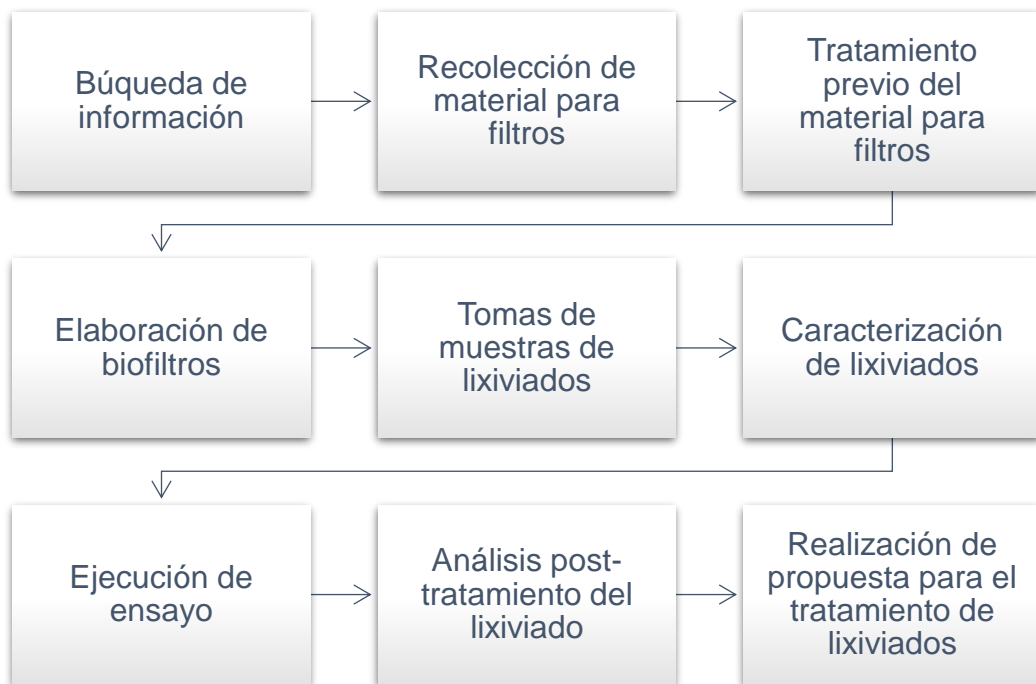 Búqueda de
información
Recolección de
material para
filtros
Tratamiento
previo del
material para
filtros
Elaboración de
biofiltros
Tomas de
muestras de
lixiviados
Caracterización
de lixiviados
Ejecución de
ensayo
Análisis post-
tratamiento del
lixiviado
Realización de
propuesta para el
tratamiento de
lixiviados